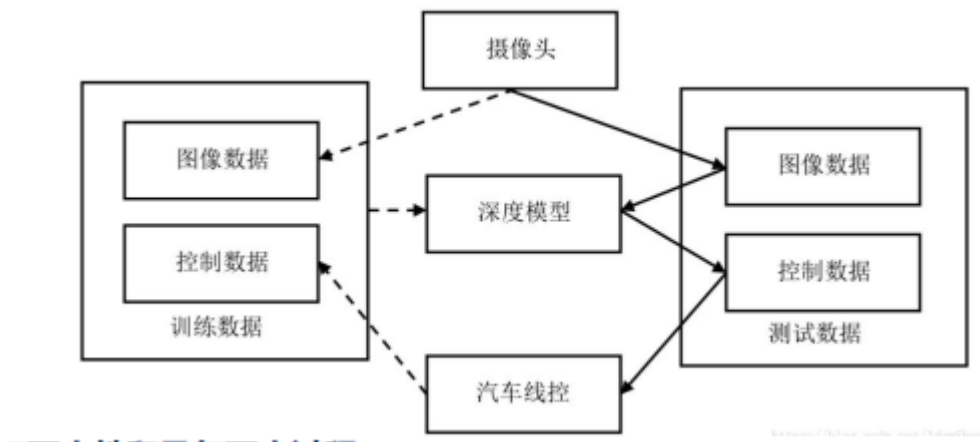 摄像头
图像数据
控制数据
训练数据
深度模型
汽车线控
图像数据
控制数据
测试数据